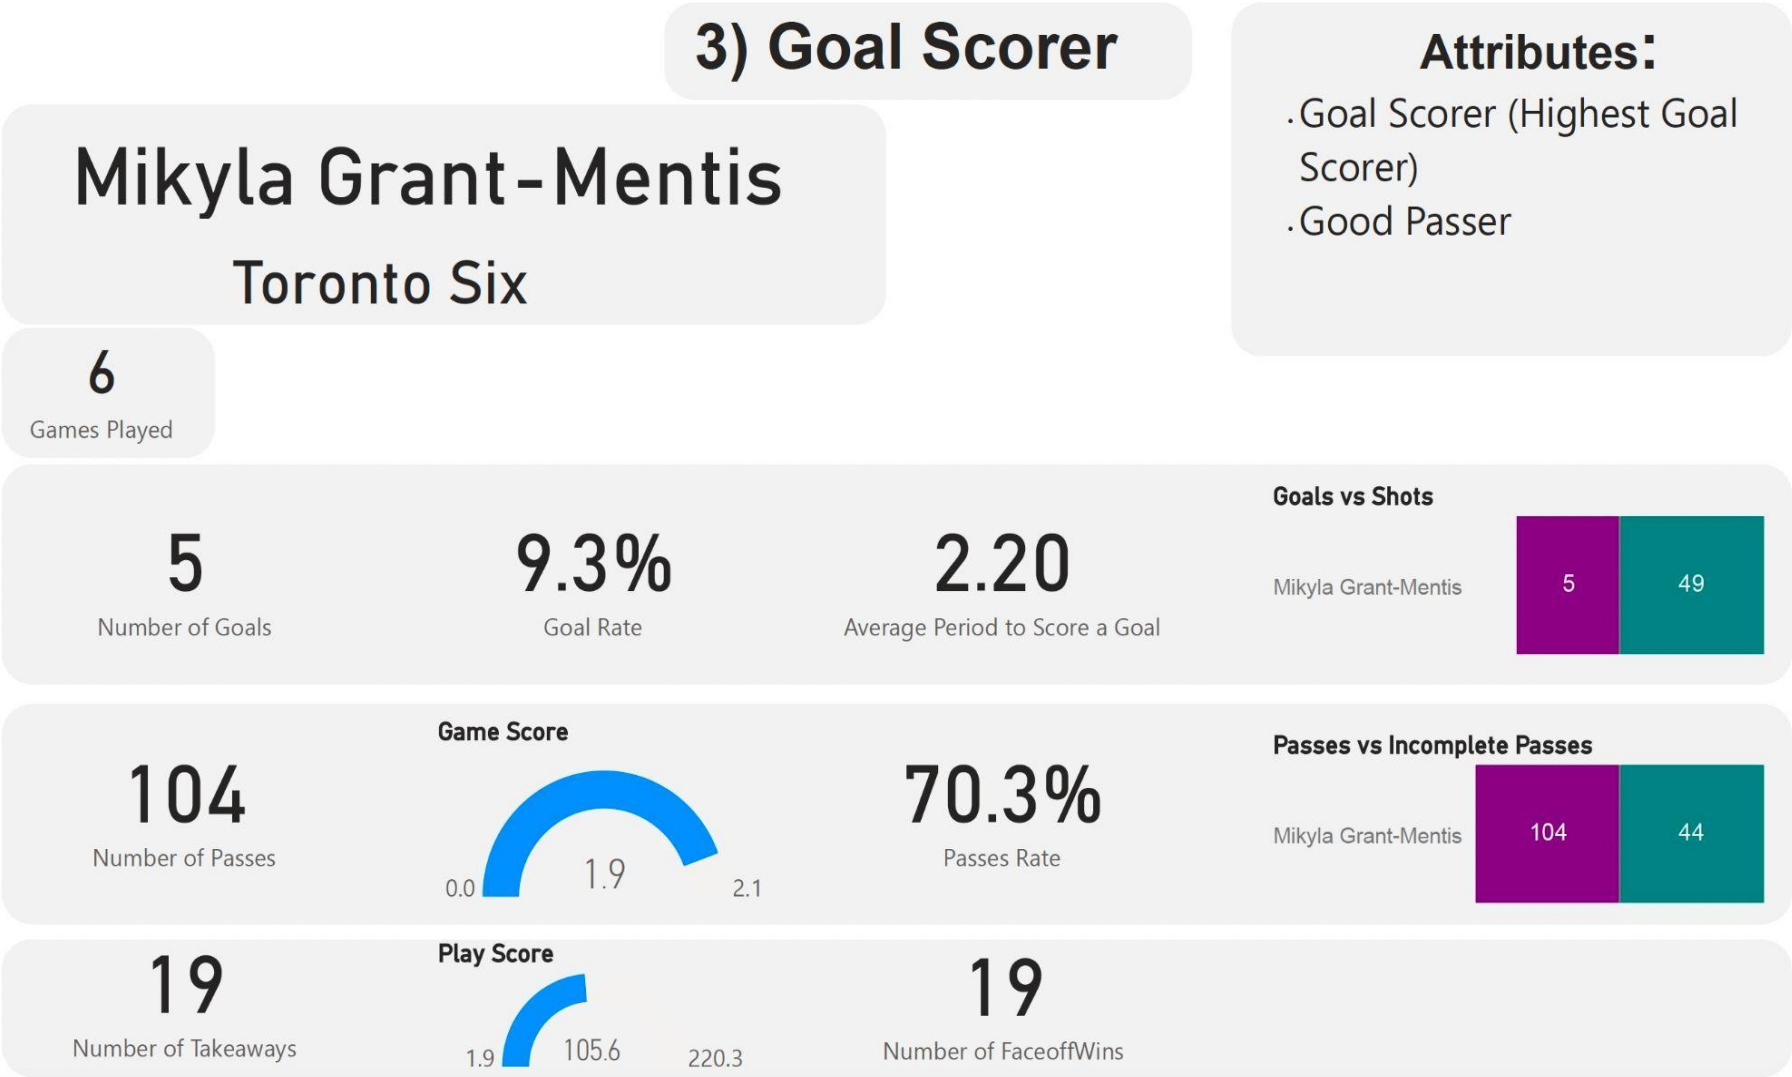 3) Goal Scorer
Attributes:
.Goal Scorer (Highest Goal
Scorer)
.Good Passer
Mikyla Grant-Mentis
Toronto Six
6
Games Played
5
Number of Goals
9.3%
Goal Rate
2.20
Average Period to Score a Goal
Goals vs Shots
Mikyla Grant-Mentis
5
49
104
Number of Passes
Game Score
0.0
1.9
2.1
70.3%
Passes Rate
Passes vs Incomplete Passes
Mikyla Grant-Mentis
104
44
19
Number of Takeaways
Play Score
1.9
105.6
220.3
19
Number of FaceoffWins